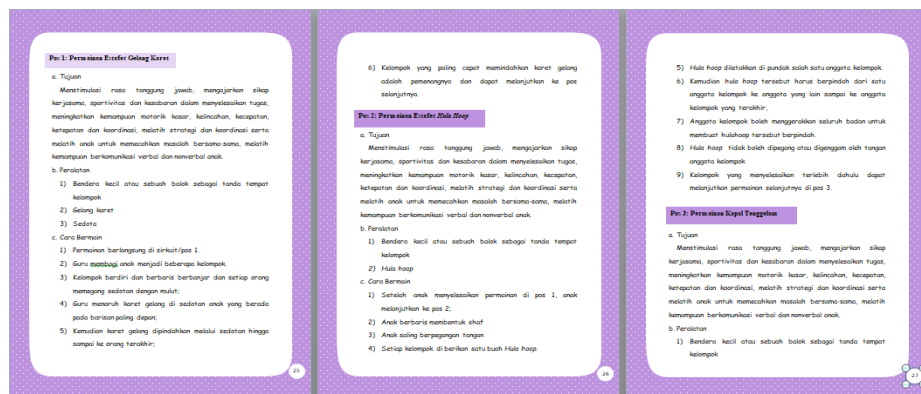 Pos 1: Permainan Estafet Gelang Karet
a. Tujuan
Menstimulasi rasa tanggung jawab, mengajarkan sikap
kerjasama, sportivitas dan kesabaran dalam menyelesaikan tugas,
meningkatkan kemampuan motorik kasar, kelincahan, kecepatan,
ketepatan dan koordinasi, melatih strategi dan koordinasi serta
melatih anak untuk memecahkan masalah bersama-sama, melatih
kemampuan berkomunikasi verbal dan nonverbal anak.
b. Peralatan
1) Bendera kecil atau sebuah balok sebagai tanda tempat
kelompok
2) Gelang karet
3) Sedota
c. Cara Bermain
1) Permainan berlangsung di sirkuit/pos 1.
2) Guru membagi anak menjadi beberapa kelompok.
3) Kelompok berdiri dan berbaris berbanjar dan setiap orang
memegang sedotan dengan mulut;
4) Guru menaruh karet gelang di sedotan anak yang berada
pada barisan paling depan;
5) Kemudian karet gelang dipindahkan melalui sedotan hingga
sampai ke orang terakhir;
25
6) Kelompok yang paling cepat memindahkan karet gelang
adalah pemenangnya dan dapat melanjutkan ke pos
selanjutnya.
Pos 2: Permainan Estafet Hula Hoop
a. Tujuan
Menstimulasi rasa tanggung jawab, mengajarkan sikap
kerjasama, sportivitas dan kesabaran dalam menyelesaikan tugas,
meningkatkan kemampuan motorik kasar, kelincahan, kecepatan,
ketepatan dan koordinasi, melatih strategi dan koordinasi serta
melatih anak untuk memecahkan masalah bersama-sama, melatih
kemampuan berkomunikasi verbal dan nonverbal anak.
b. Peralatan
1) Bendera kecil atau sebuah balok sebagai tanda tempat
kelompok
2) Hula hoop
c. Cara Bermain
1) Setelah anak menyelesaikan permainan di pos 1, anak
melanjutkan ke pos 2;
2) Anak berbaris membentuk shaf
3) Anak saling berpegangan tangan
4) Setiap kelompok di berikan satu buah Hula hoop.
26
5) Hula hoop diletakkan di pundak salah satu anggota kelompok.
6) Kemudian hula hoop tersebut harus berpindah dari satu
anggota kelompok ke anggota yang lain sampai ke anggota
kelompok yang terakhir,
7) Anggota kelompok boleh menggerakkan seluruh badan untuk
membuat hulahoop tersebut berpindah.
8) Hula hoop tidak boleh dipegang atau digenggam oleh tangan
anggota kelompok
9) Kelompok yang menyelesaikan terlebih dahulu dapat
melanjutkan permainan selanjutnya di pos 3.
Pos 3: Permainan Kapal Tenggelam
a. Tujuan
Menstimulasi rasa tanggung jawab, mengajarkan sikap
kerjasama, sportivitas dan kesabaran dalam menyelesaikan tugas,
meningkatkan kemampuan motorik kasar, kelincahan, kecepatan,
ketepatan dan koordinasi, melatih strategi dan koordinasi serta
melatih anak untuk memecahkan masalah bersama-sama, melatih
kemampuan berkomunikasi verbal dan nonverbal anak.
b. Peralatan
1) Bendera kecil atau sebuah balok sebagai tanda tempat
kelompok
27